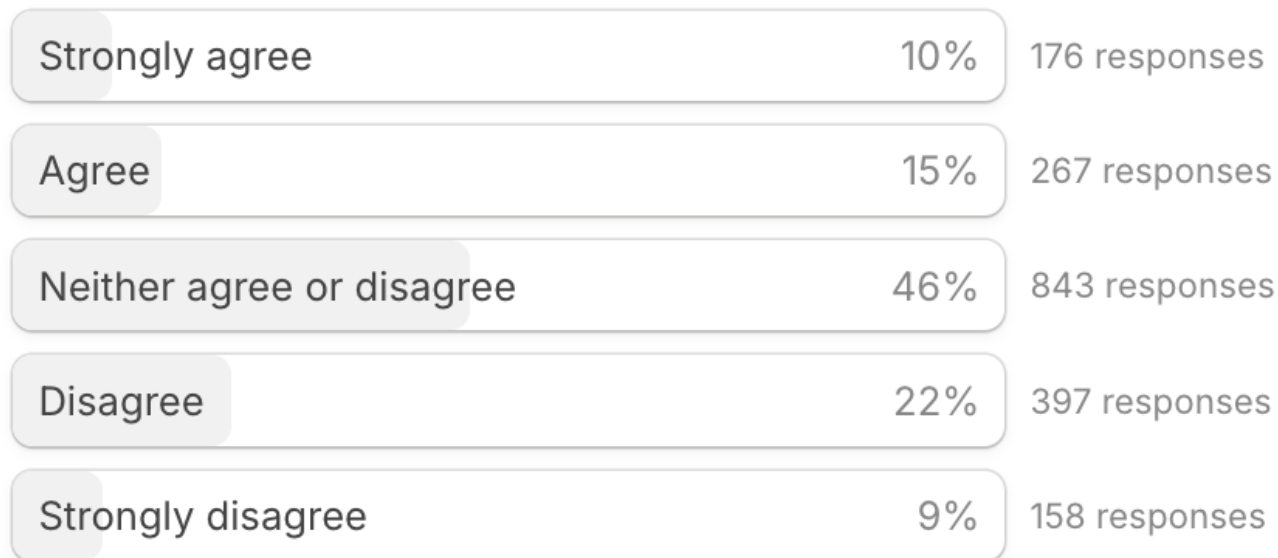 Strongly agree 10% 176 responses
Agree 15% 267 responses
Neither agree or disagree 46% 843 responses
Disagree 22% 397 responses
Strongly disagree 9% 158 responses